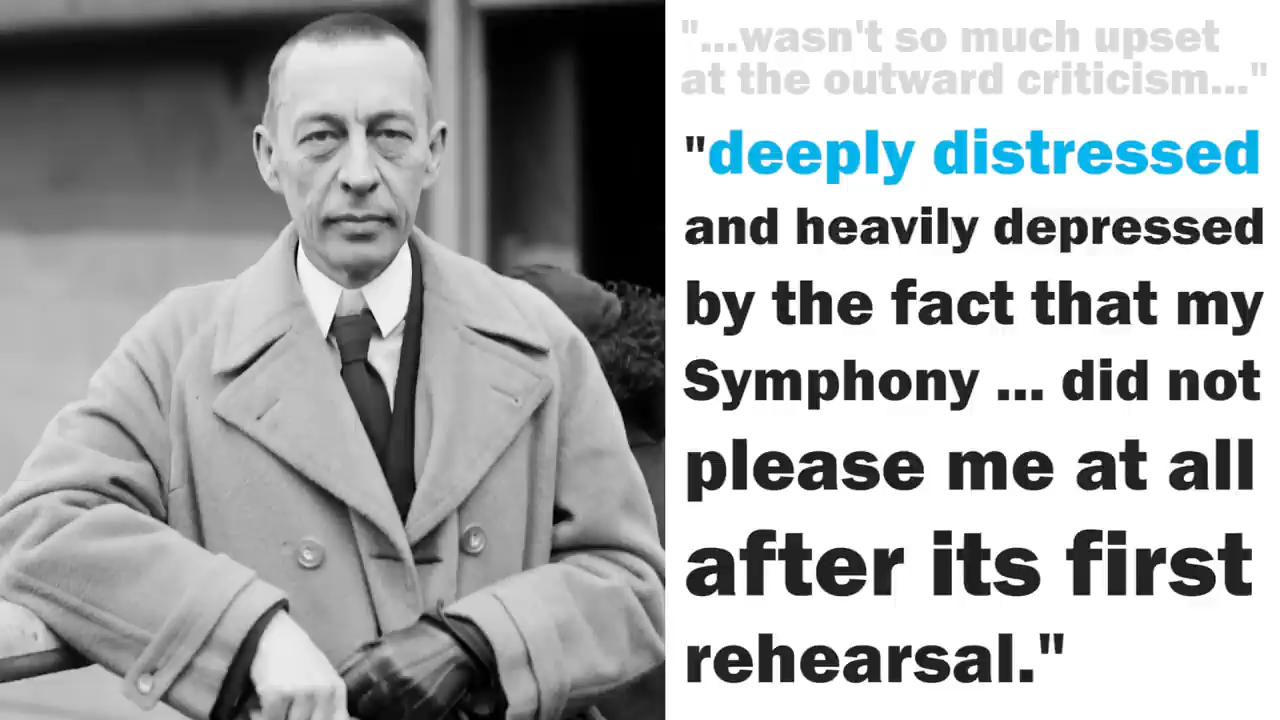 "...wasn't so much upset
at the outward criticism..."
"deeply distressed
and heavily depressed
by the fact that my
Symphony ... did not
please me at all
after its first
rehearsal."